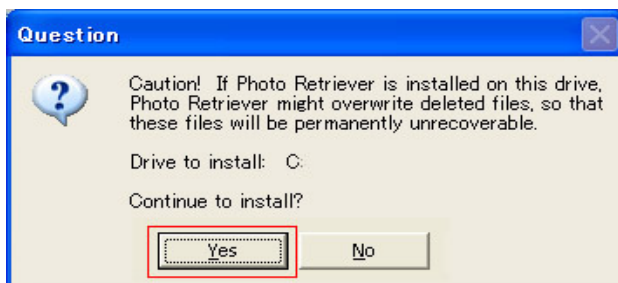 Question
Caution! If Photo Retriever is installed on this drive,
Photo Retriever might overwrite deleted files, so that
these files will be permanently unrecoverable.
Drive to install: C:
Continue to install?
Yes No